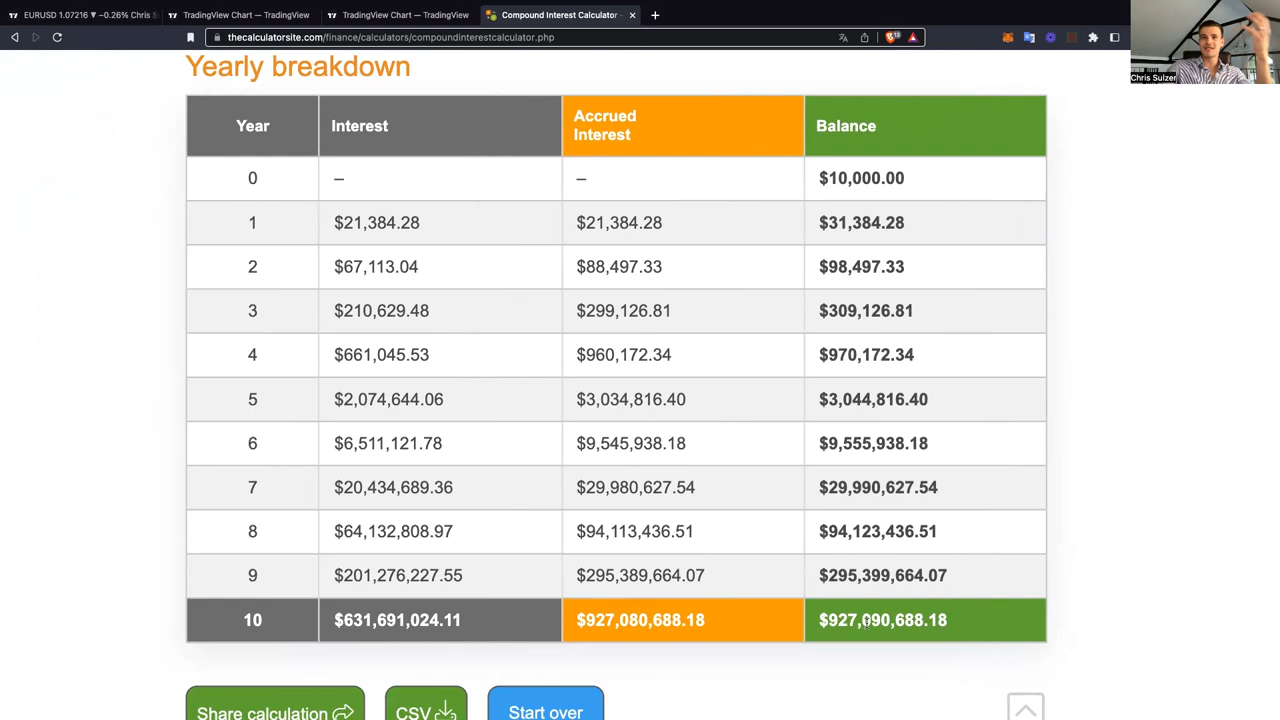 EURUSD 1.07216 ▼ −0.26% Chris S
TradingView Chart — TradingView
TradingView Chart — TradingView
Compound Interest Calculator -
thecalculatorsite.com/finance/calculators/compoundinterestcalculator.php
Chris Sulzer
Yearly breakdown
Year Interest Accrued Interest Balance
0 – – $10,000.00
1 $21,384.28 $21,384.28 $31,384.28
2 $67,113.04 $88,497.33 $98,497.33
3 $210,629.48 $299,126.81 $309,126.81
4 $661,045.53 $960,172.34 $970,172.34
5 $2,074,644.06 $3,034,816.40 $3,044,816.40
6 $6,511,121.78 $9,545,938.18 $9,555,938.18
7 $20,434,689.36 $29,980,627.54 $29,990,627.54
8 $64,132,808.97 $94,113,436.51 $94,123,436.51
9 $201,276,227.55 $295,389,664.07 $295,399,664.07
10 $631,691,024.11 $927,080,688.18 $927,090,688.18
Share calculation CSV Start over